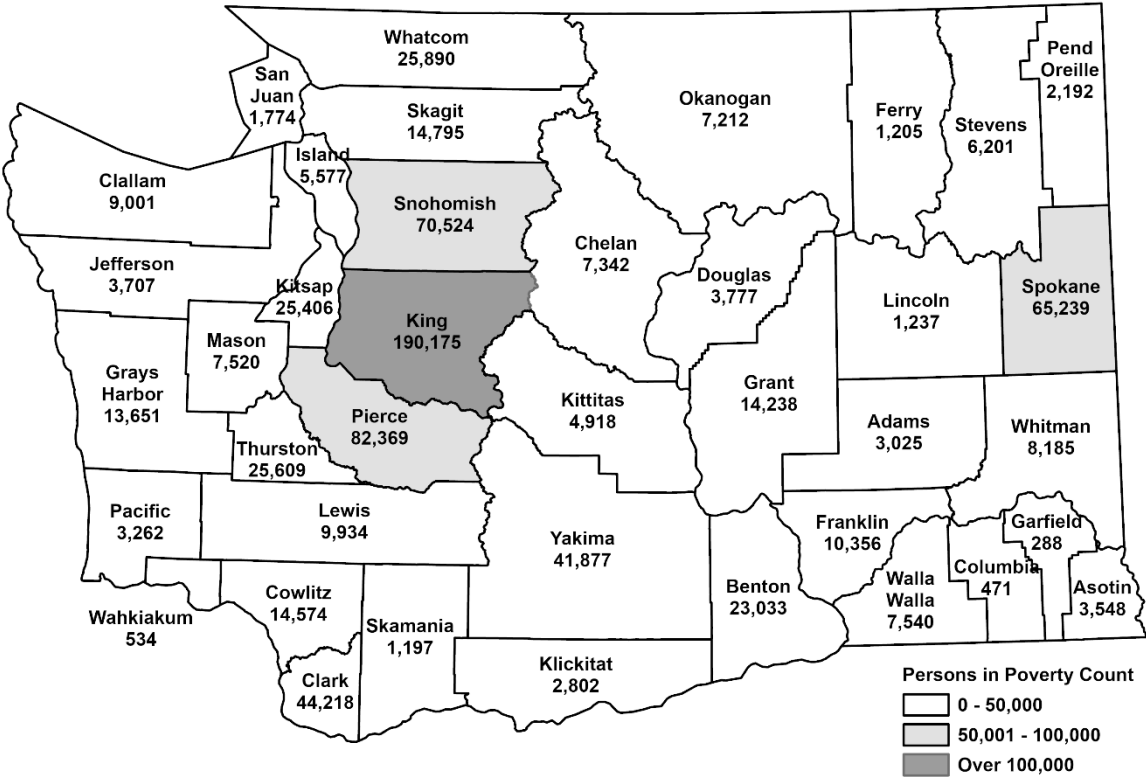 Whatcom
25,890
San
Juan
1,774
Skagit
14,795
Okanogan
7,212
Ferry
1,205
Stevens
6,201
Pend
Oreille
2,192
Clallam
9,001
Island
5,577
Snohomish
70,524
Chelan
7,342
Douglas
3,777
Jefferson
3,707
Kitsap
25,406
King
190,175
Lincoln
1,237
Spokane
65,239
Mason
7,520
Grays
Harbor
13,651
Pierce
82,369
Kittitas
4,918
Grant
14,238
Adams
3,025
Whitman
8,185
Thurston
25,609
Pacific
3,262
Lewis
9,934
Yakima
41,877
Franklin
10,356
Garfield
288
Columbia
471
Walla
Walla
7,540
Asotin
3,548
Benton
23,033
Wahkiakum
534
Cowlitz
14,574
Skamania
1,197
Klickitat
2,802
Clark
44,218
Persons in Poverty Count
0 - 50,000
50,001 - 100,000
Over 100,000